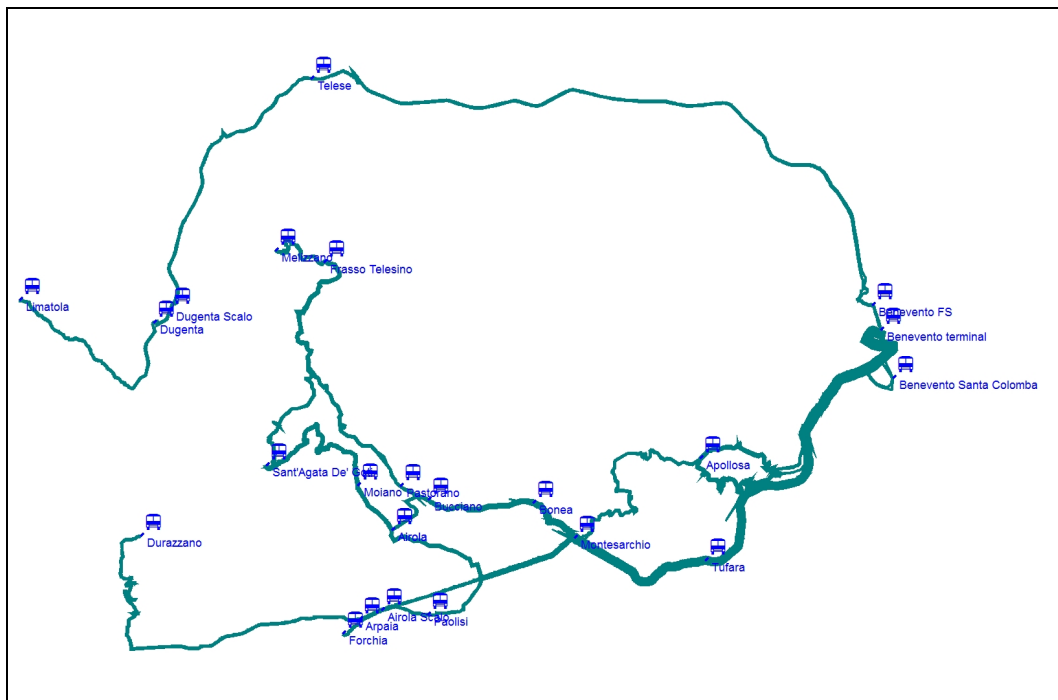 Telese
Melizzano
Frasso Telesino
Limatola
Dugenta Scalo
Dugenta
Benevento FS
Benevento terminal
Benevento Santa Colomba
Apollosa
Sant'Agata De'
Moiano
Pastorano
Bucciano
Bonea
Airola
Montesarchio
Durazzano
Tufara
Airola Scalo
Paolisi
Arpaia
Forchia